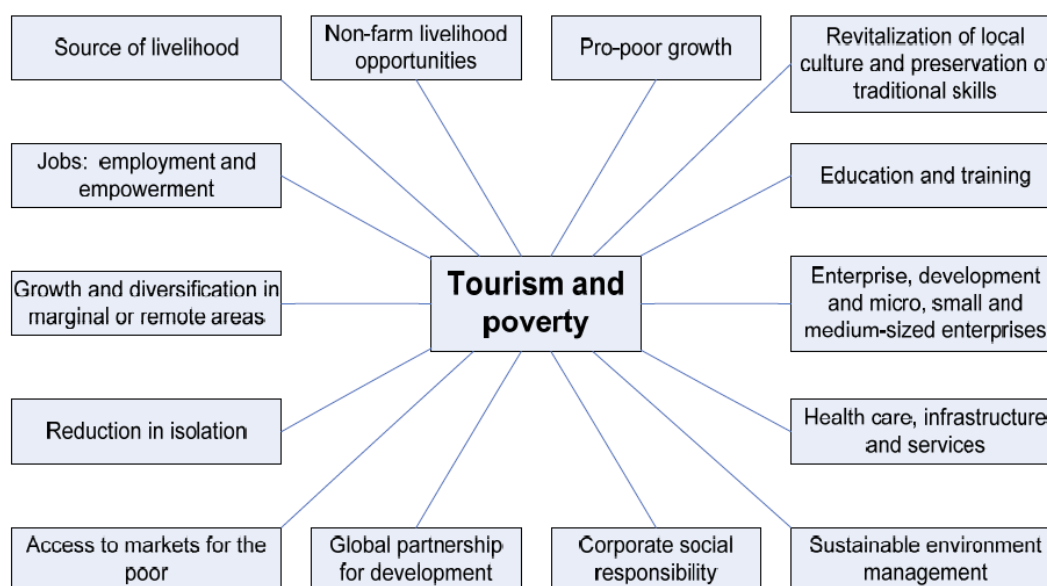 Source of livelihood
Non-farm livelihood
opportunities
Pro-poor growth
Revitalization of local
culture and preservation of
traditional skills
Jobs: employment and
empowerment
Education and training
Growth and diversification in
marginal or remote areas
Tourism and
poverty
Enterprise, development
and micro, small and
medium-sized enterprises
Reduction in isolation
Health care, infrastructure
and services
Access to markets for the
poor
Global partnership
for development
Corporate social
responsibility
Sustainable environment
management